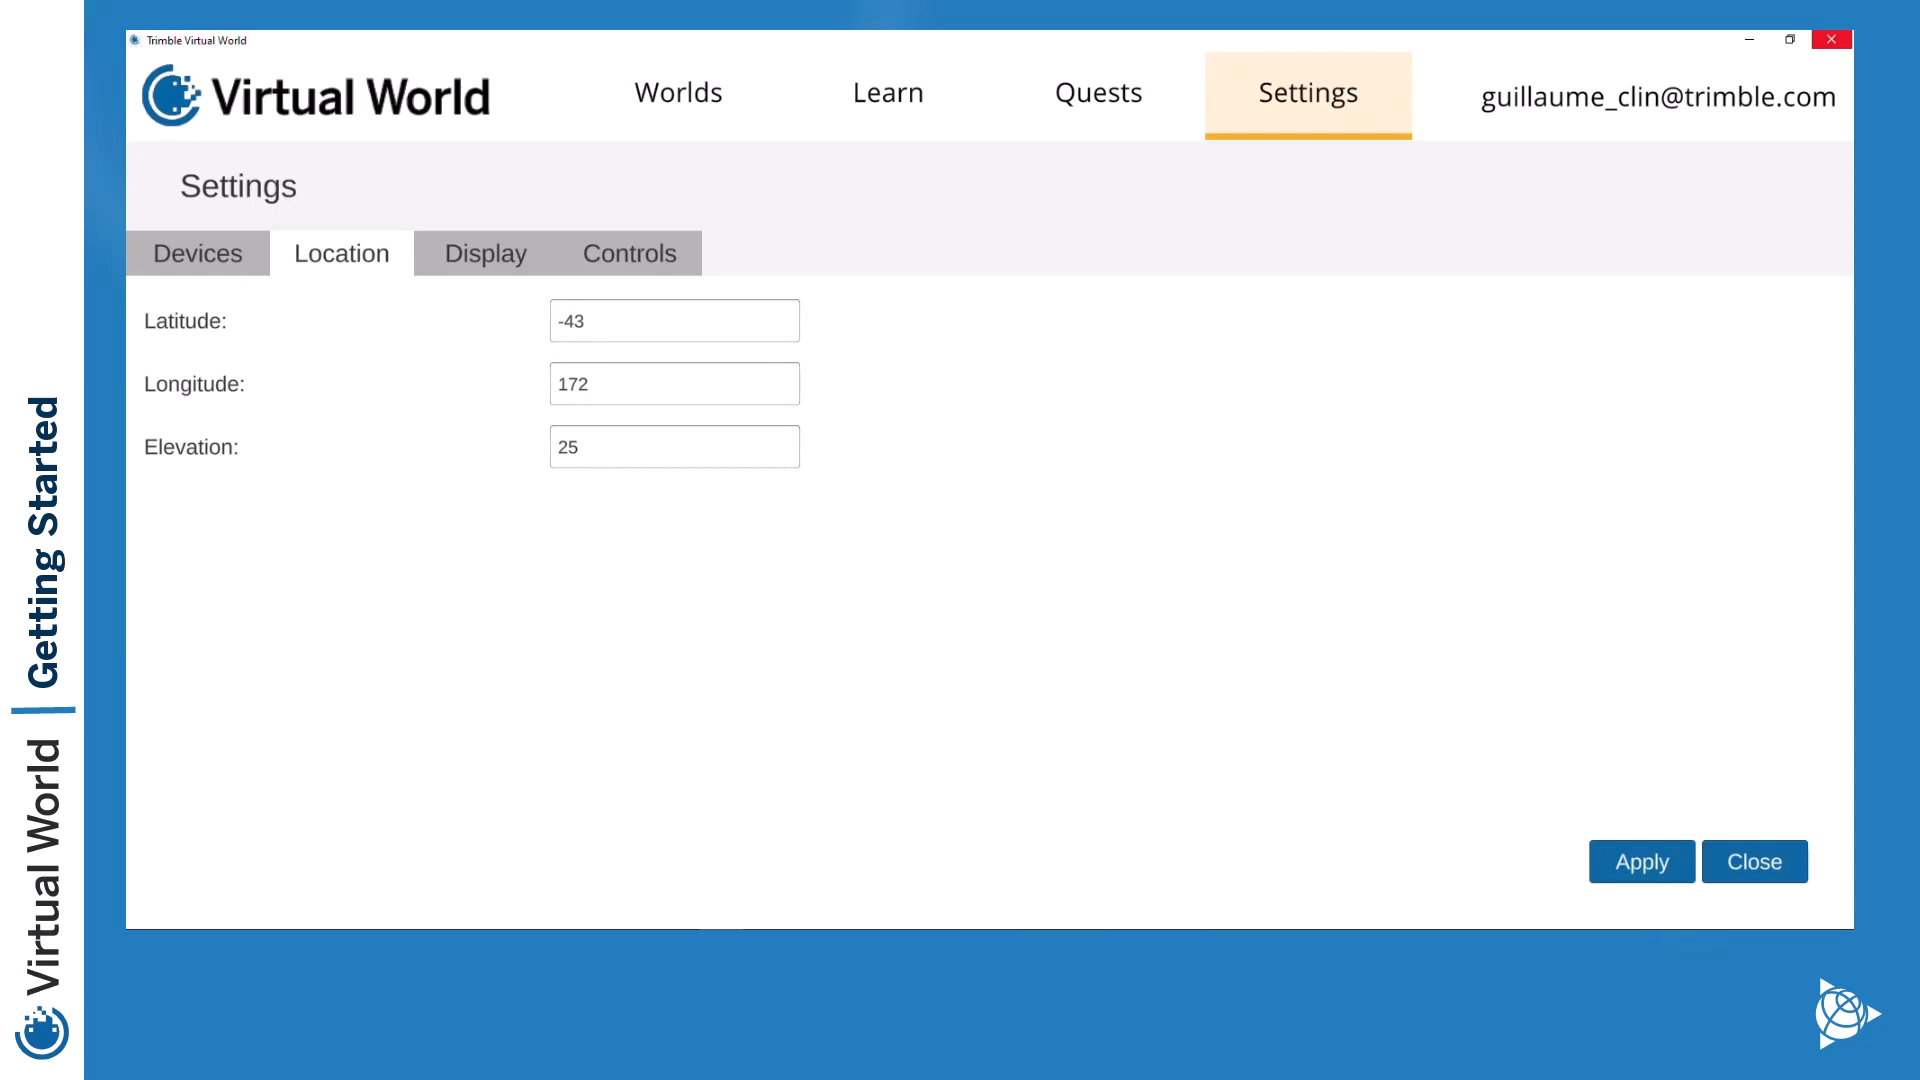 Trimble Virtual World
Virtual World
Worlds
Learn
Quests
Settings
guillaume_clin@trimble.com
Settings
Devices
Location
Display
Controls
Latitude:
-43
Longitude:
172
Elevation:
25
Apply
Close
Virtual World | Getting Started